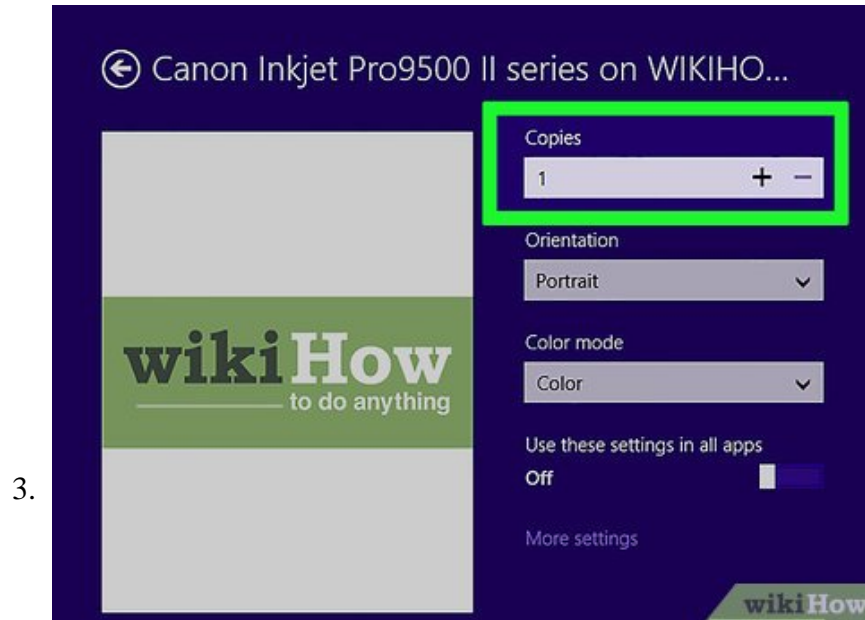 Canon Inkjet Pro9500 II series on WIKIHO...
Copies
1
Orientation
Portrait
Color mode
Color
Use these settings in all apps
Off
More settings
wikiHow
to do anything
3.
wikiHow